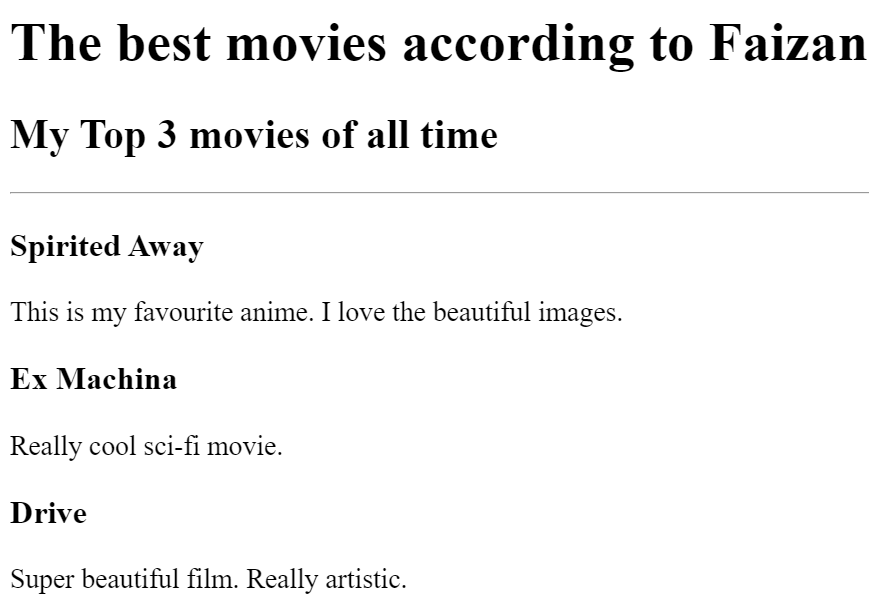 The best movies according to Faizan
My Top 3 movies of all time
Spirited Away
This is my favourite anime. I love the beautiful images.
Ex Machina
Really cool sci-fi movie.
Drive
Super beautiful film. Really artistic.